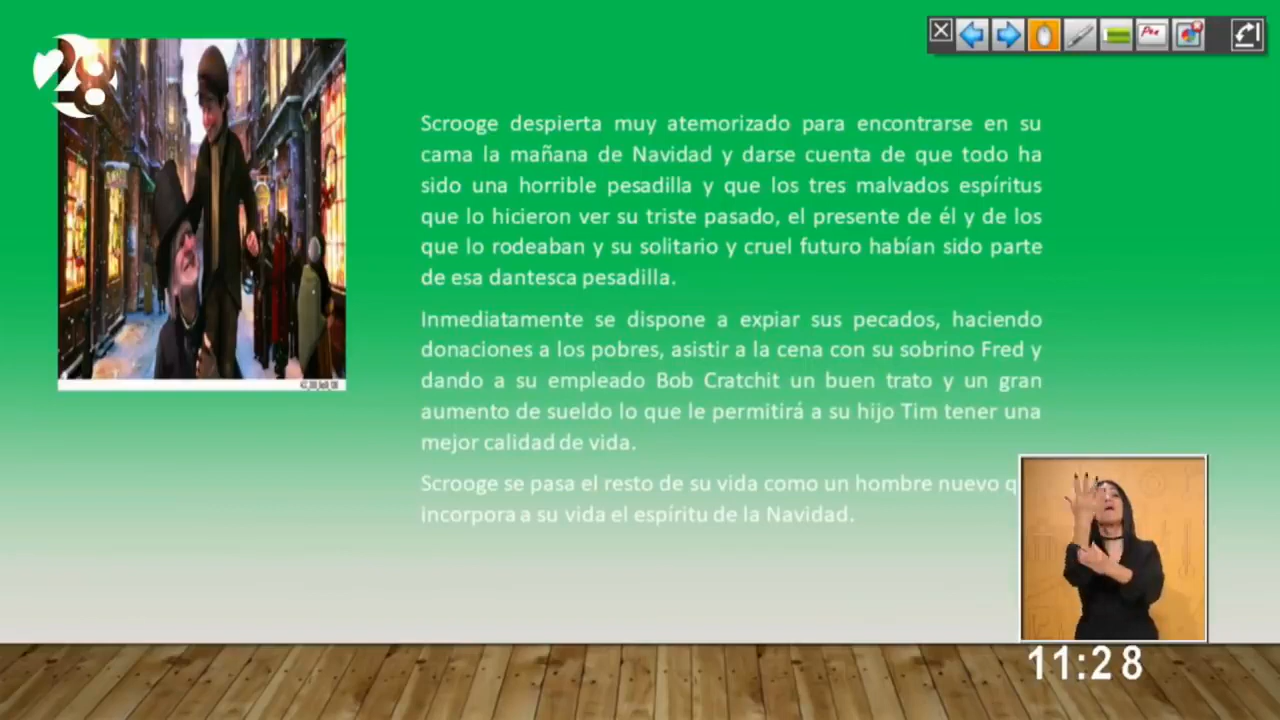 28
Scrooge despierta muy atemorizado para encontrarse en su
cama la mañana de Navidad y darse cuenta de que todo ha
sido una horrible pesadilla y que los tres malvados espíritus
que lo hicieron ver su triste pasado, el presente de él y de los
que lo rodeaban y su solitario y cruel futuro habían sido parte
de esa dantesca pesadilla.
Inmediatamente se dispone a expiar sus pecados, haciendo
donaciones a los pobres, asistir a la cena con su sobrino Fred y
dando a su empleado Bob Cratchit un buen trato y un gran
aumento de sueldo lo que le permitirá a su hijo Tim tener una
mejor calidad de vida.
Scrooge se pasa el resto de su vida como un hombre nuevo
incorpora a su vida el espíritu de la Navidad.
11:28